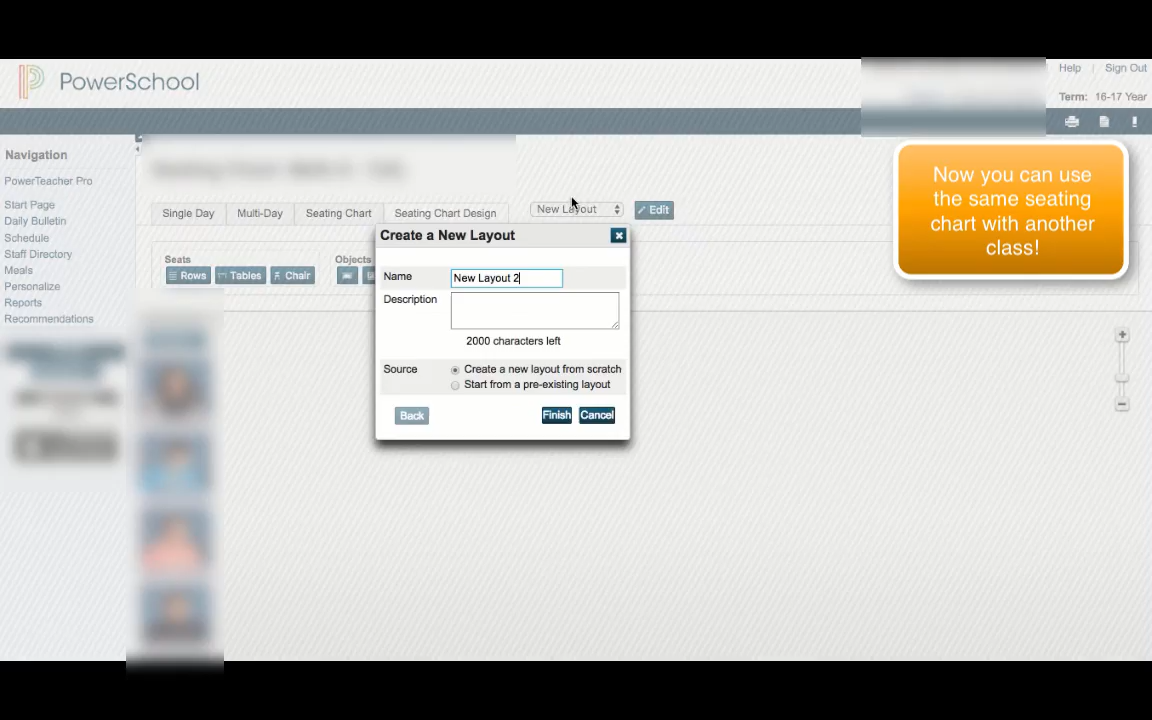 PowerSchool
Help | Sign Out
Term: 16-17 Year
Navigation
PowerTeacher Pro
Start Page
Daily Bulletin
Schedule
Staff Directory
Meals
Personalize
Reports
Recommendations
Single Day
Multi-Day
Seating Chart
Seating Chart Design
New Layout
Edit
Seats
Rows
Tables
Chair
Objects
Create a New Layout
Name
New Layout 2
Description
2000 characters left
Source
Create a new layout from scratch
Start from a pre-existing layout
Back
Finish
Cancel
Now you can use
the same seating
chart with another
class!